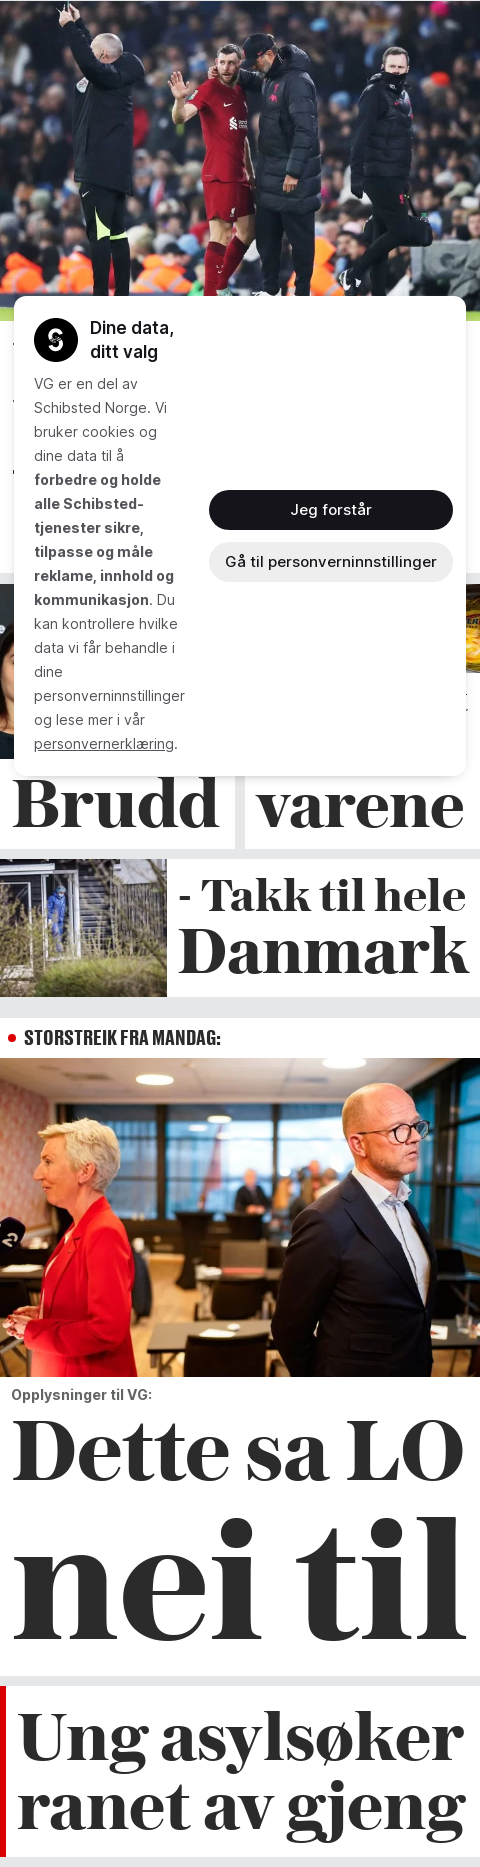 Dine data,
ditt valg
VG er en del av
Schibsted Norge. Vi
bruker cookies og
dine data til å
forbedre og holde
alle Schibsted-
tjenester sikre,
tilpasse og måle
reklame, innhold og
kommunikasjon. Du
kan kontrollere hvilke
data vi får behandle i
dine
personverninnstillinger
og lese mer i vår
personvernerklæring.
Jeg forstår
Gå til personverninnstillinger
Brudd
varene
- Takk til hele
Danmark
STORSTREIK FRA MANDAG:
Opplysninger til VG:
Dette sa LO
nei til
Ung asylsøker
ranet av gjeng